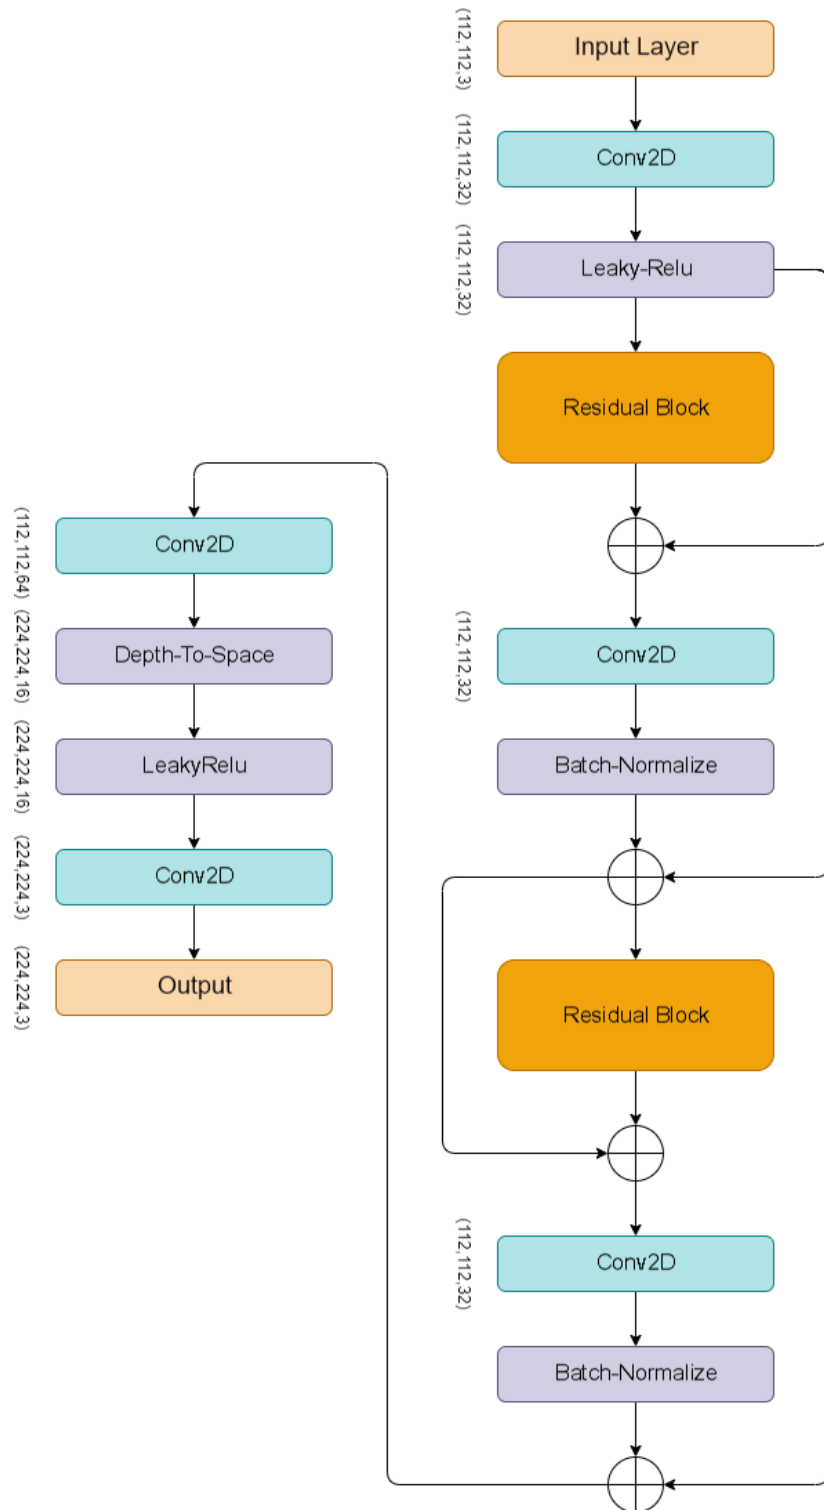 (112,112,3)
Input Layer
(112,112,32)
Conv2D
(112,112,32)
Leaky-Relu
Residual Block
(112,112,32)
Conv2D
Batch-Normalize
Residual Block
(112,112,32)
Conv2D
Batch-Normalize
(112,112,64)
Conv2D
(224,224,16)
Depth-To-Space
(224,224,16)
LeakyRelu
(224,224,3)
Conv2D
(224,224,3)
Output